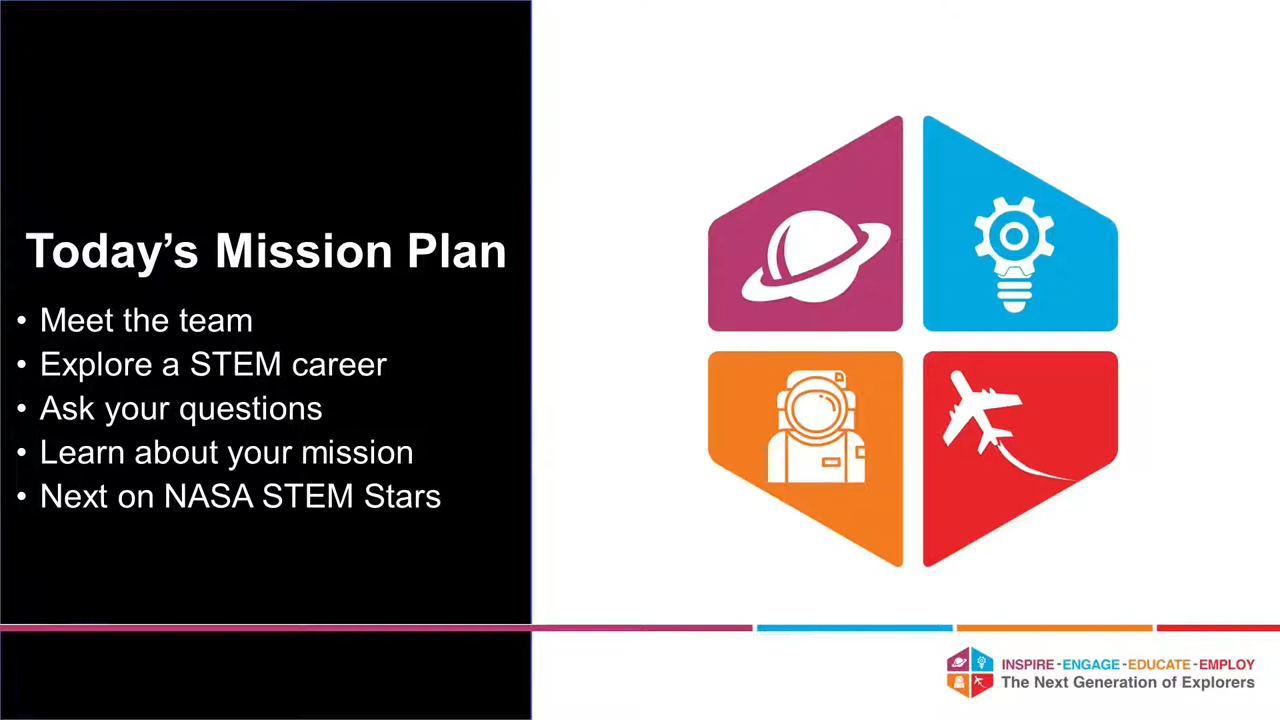 Today’s Mission Plan
• Meet the team
• Explore a STEM career
• Ask your questions
• Learn about your mission
• Next on NASA STEM Stars
INSPIRE - ENGAGE - EDUCATE - EMPLOY
The Next Generation of Explorers